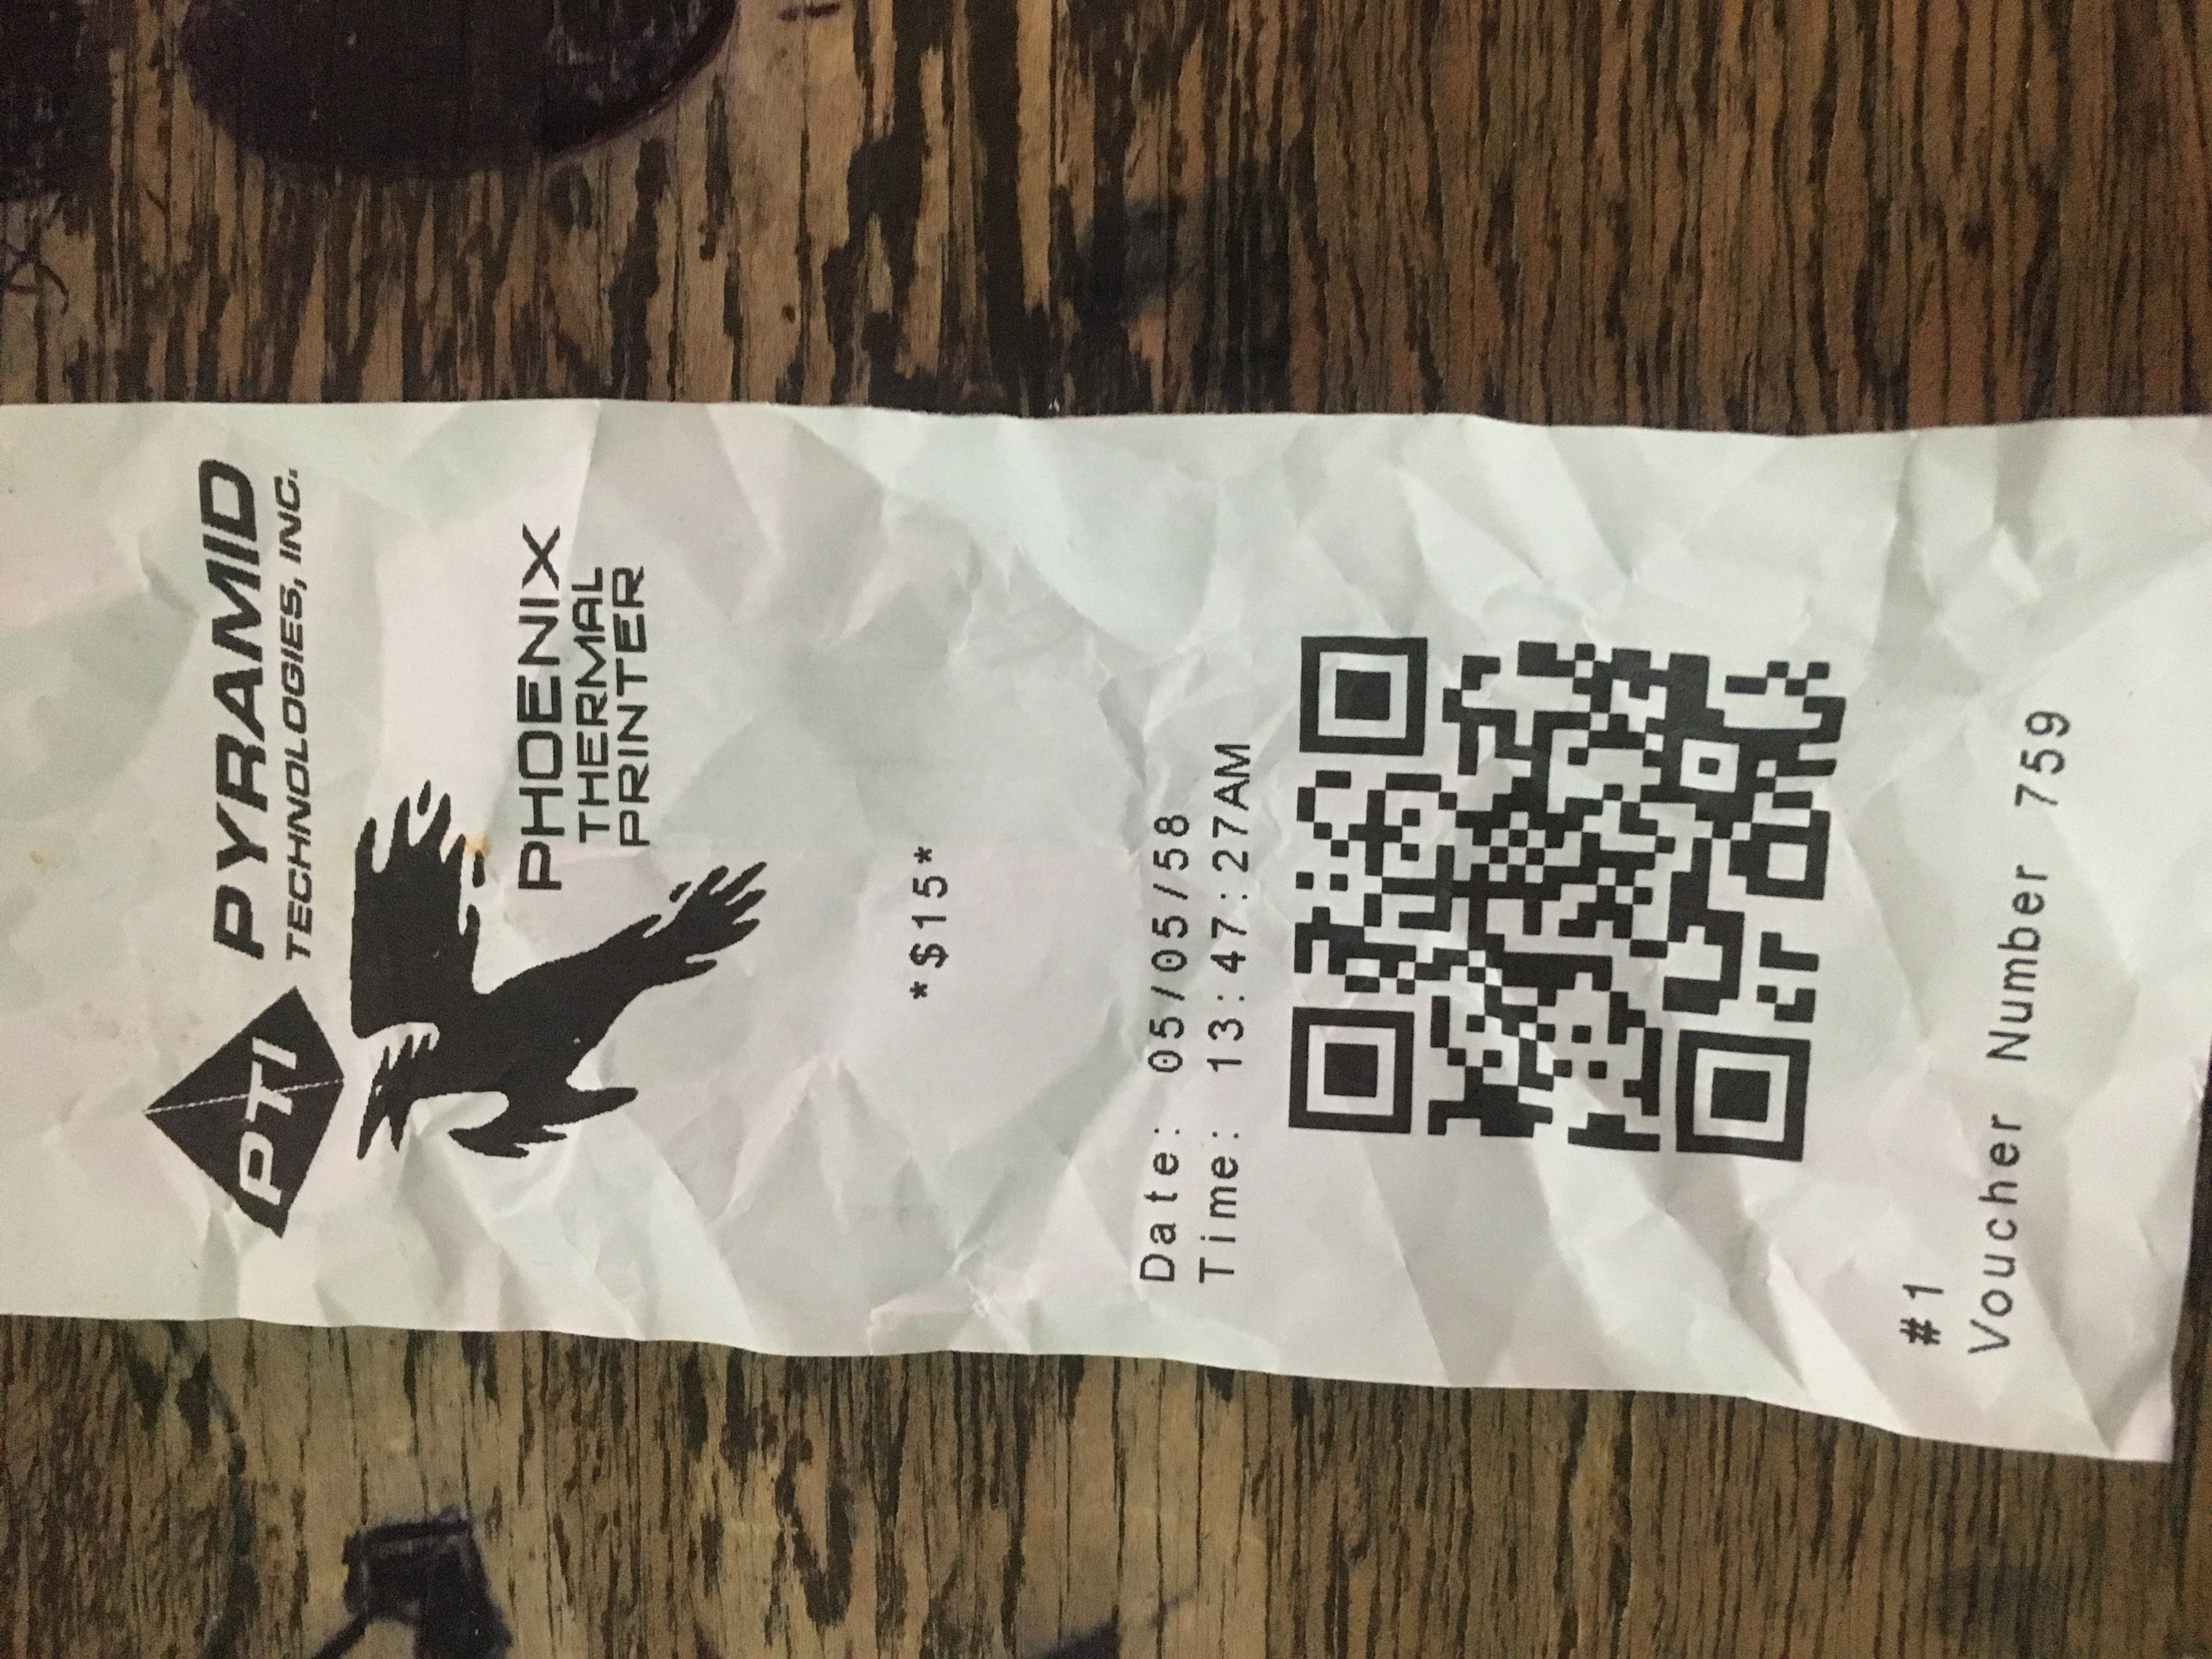 PTI
PYRAMID
TECHNOLOGIES, INC.
PHOENIX
THERMAL
PRINTER
*$15*
Date: 05/05/58
Time: 13:47:27AM
#1
Voucher Number 759